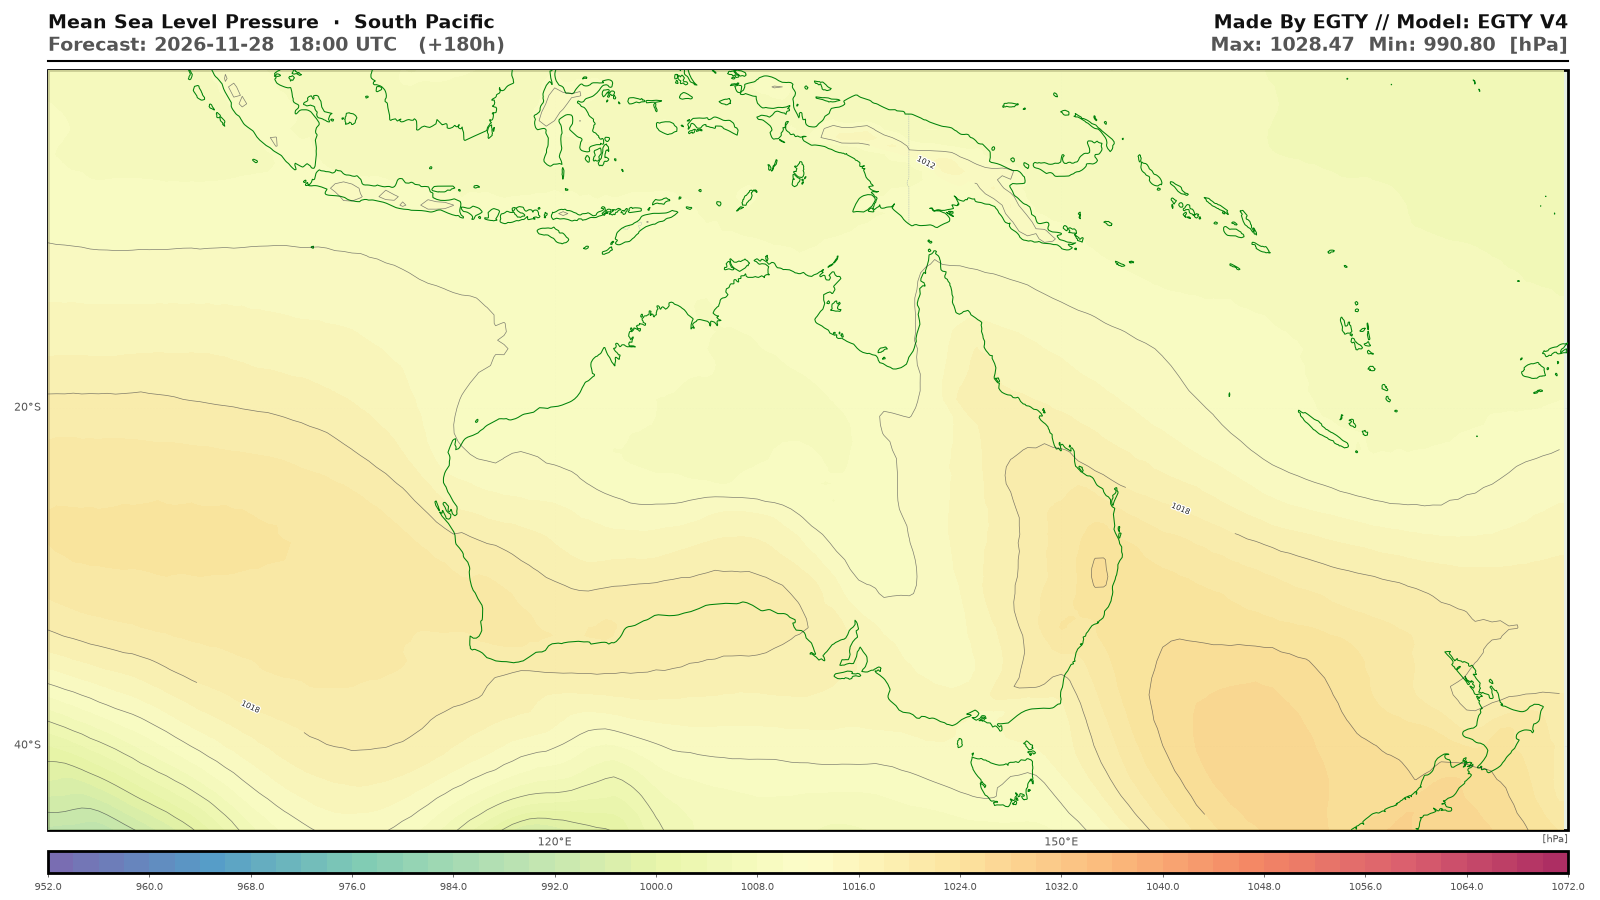 Mean Sea Level Pressure · South Pacific
Made By EGTY // Model: EGTY V4
Forecast: 2026-11-28 18:00 UTC (+180h)
Max: 1028.47 Min: 990.80 [hPa]
1012
20°S
1018
1018
40°S
120°E
150°E
[hPa]
952.0 960.0 968.0 976.0 984.0 992.0 1000.0 1008.0 1016.0 1024.0 1032.0 1040.0 1048.0 1056.0 1064.0 1072.0